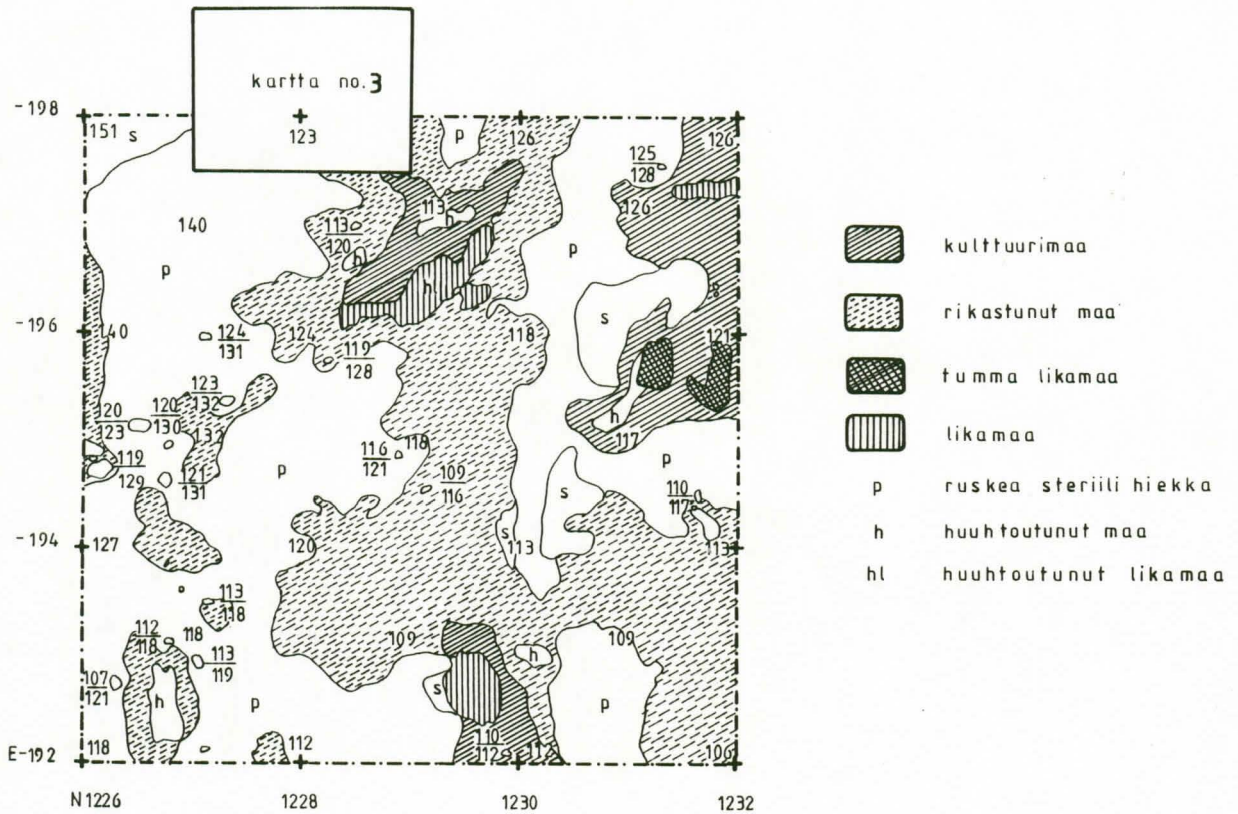 kartta no.3
-198
151 s
123
p
126
126
125
128
126
113
h
113
120
h
140
p
p
hl
s
s
-196
140
124
131
124
119
128
118
121
123
132
120
123
120
130
132
h
117
119
129
121
131
p
116
121
118
109
116
p
s
110
117
s
-194
127
120
113
113
113
118
112
118
118
109
109
113
119
h
107
121
h
p
s
p
110
112
112
E-192
118
112
106
N1226
1228
1230
1232
kulttuurimaa
rikastunut maa
tumma likamaa
likamaa
p ruskea steriili hiekka
h huuhtoutunut maa
hl huuhtoutunut likamaa